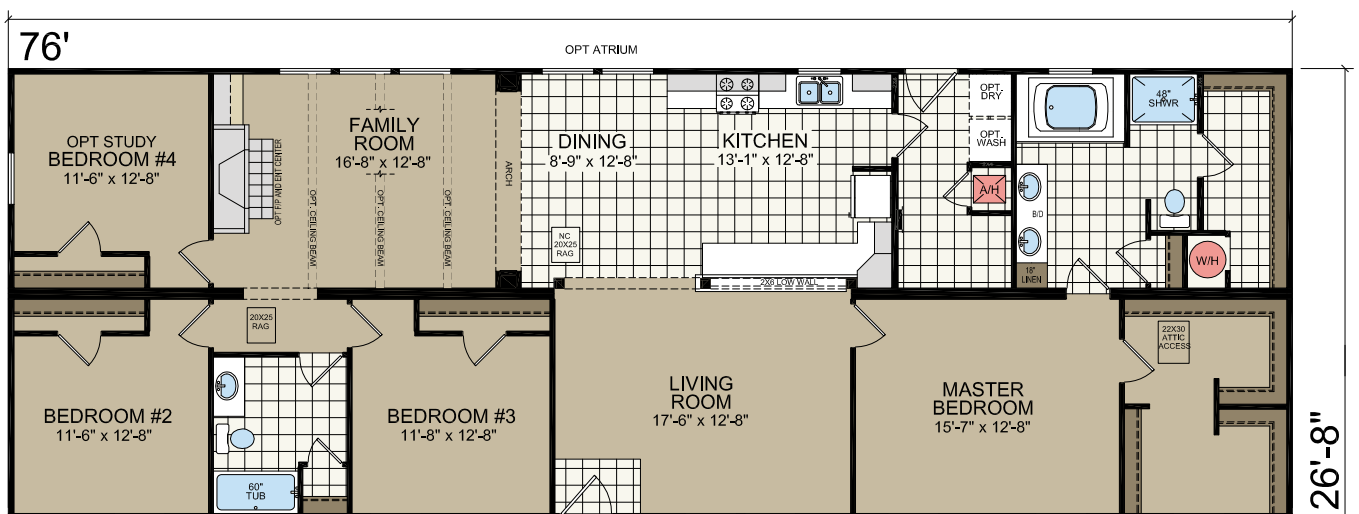 76'
OPT ATRIUM
OPT STUDY
BEDROOM #4
11'-6" x 12'-8"
OPT F/P AND ENT CENTER
FAMILY
ROOM
16'-8" x 12'-8"
OPT. CEILING BEAM
OPT. CEILING BEAM
OPT. CEILING BEAM
ARCH
DINING
8'-9" x 12'-8"
NC
20X25
RAG
KITCHEN
13'-1" x 12'-8"
2X6 LOW WALL
OPT.
DRY
OPT.
WASH
A/H
48"
SHWR
B/D
18"
LINEN
W/H
20X25
RAG
BEDROOM #2
11'-6" x 12'-8"
60"
TUB
BEDROOM #3
11'-8" x 12'-8"
LIVING
ROOM
17'-6" x 12'-8"
MASTER
BEDROOM
15'-7" x 12'-8"
22X30
ATTIC
ACCESS
26'-8"